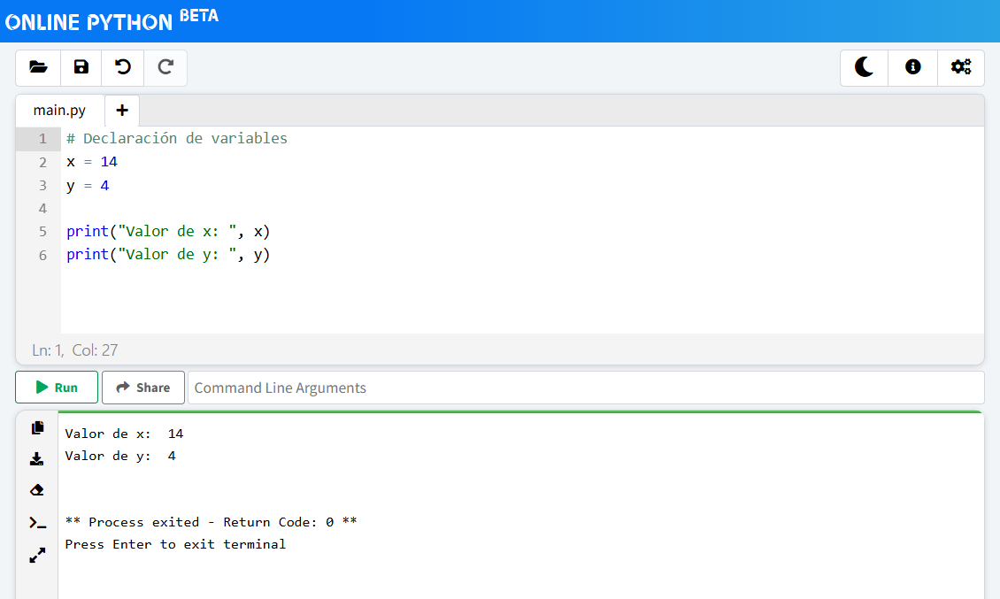 ONLINE PYTHON BETA
main.py +
1 # Declaración de variables
2 x = 14
3 y = 4
4
5 print("Valor de x: ", x)
6 print("Valor de y: ", y)
Ln: 1, Col: 27
Run Share Command Line Arguments
Valor de x:  14
Valor de y:  4
** Process exited - Return Code: 0 **
Press Enter to exit terminal